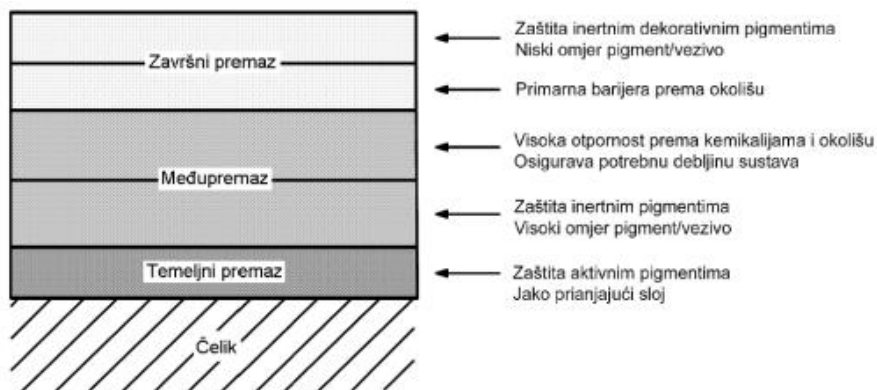 Završni premaz
Međupremaz
Temeljni premaz
Čelik
Zaštita inertnim dekorativnim pigmentima
Niski omjer pigment/vezivo
Primarna barijera prema okolišu
Visoka otpornost prema kemikalijama i okolišu
Osigurava potrebnu debljinu sustava
Zaštita inertnim pigmentima
Visoki omjer pigment/vezivo
Zaštita aktivnim pigmentima
Jako prianjajući sloj